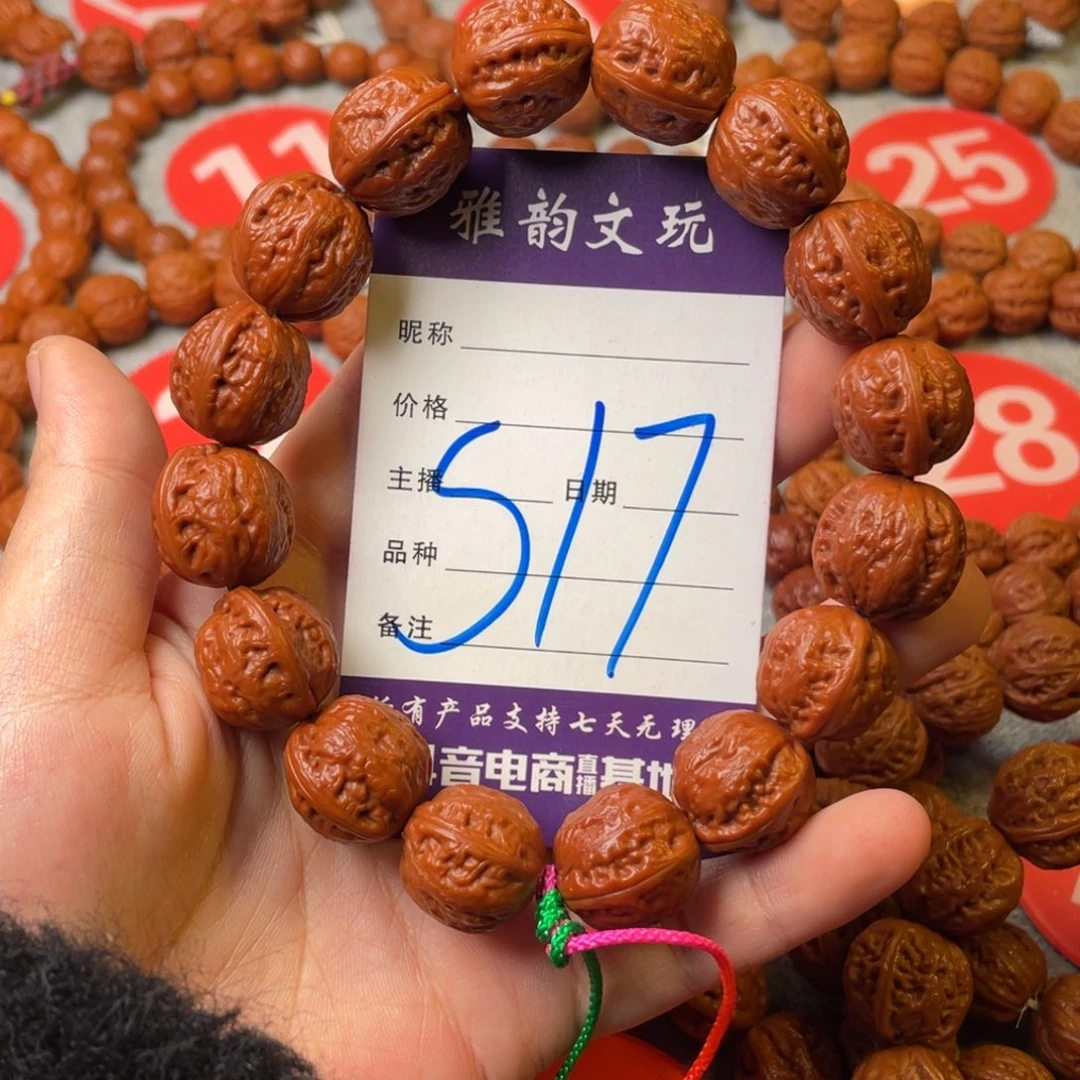 11
25
28
雅韵文玩
昵称
价格
主播 日期
品种
备注
517
有产品支持七天无理
音电商直播基地